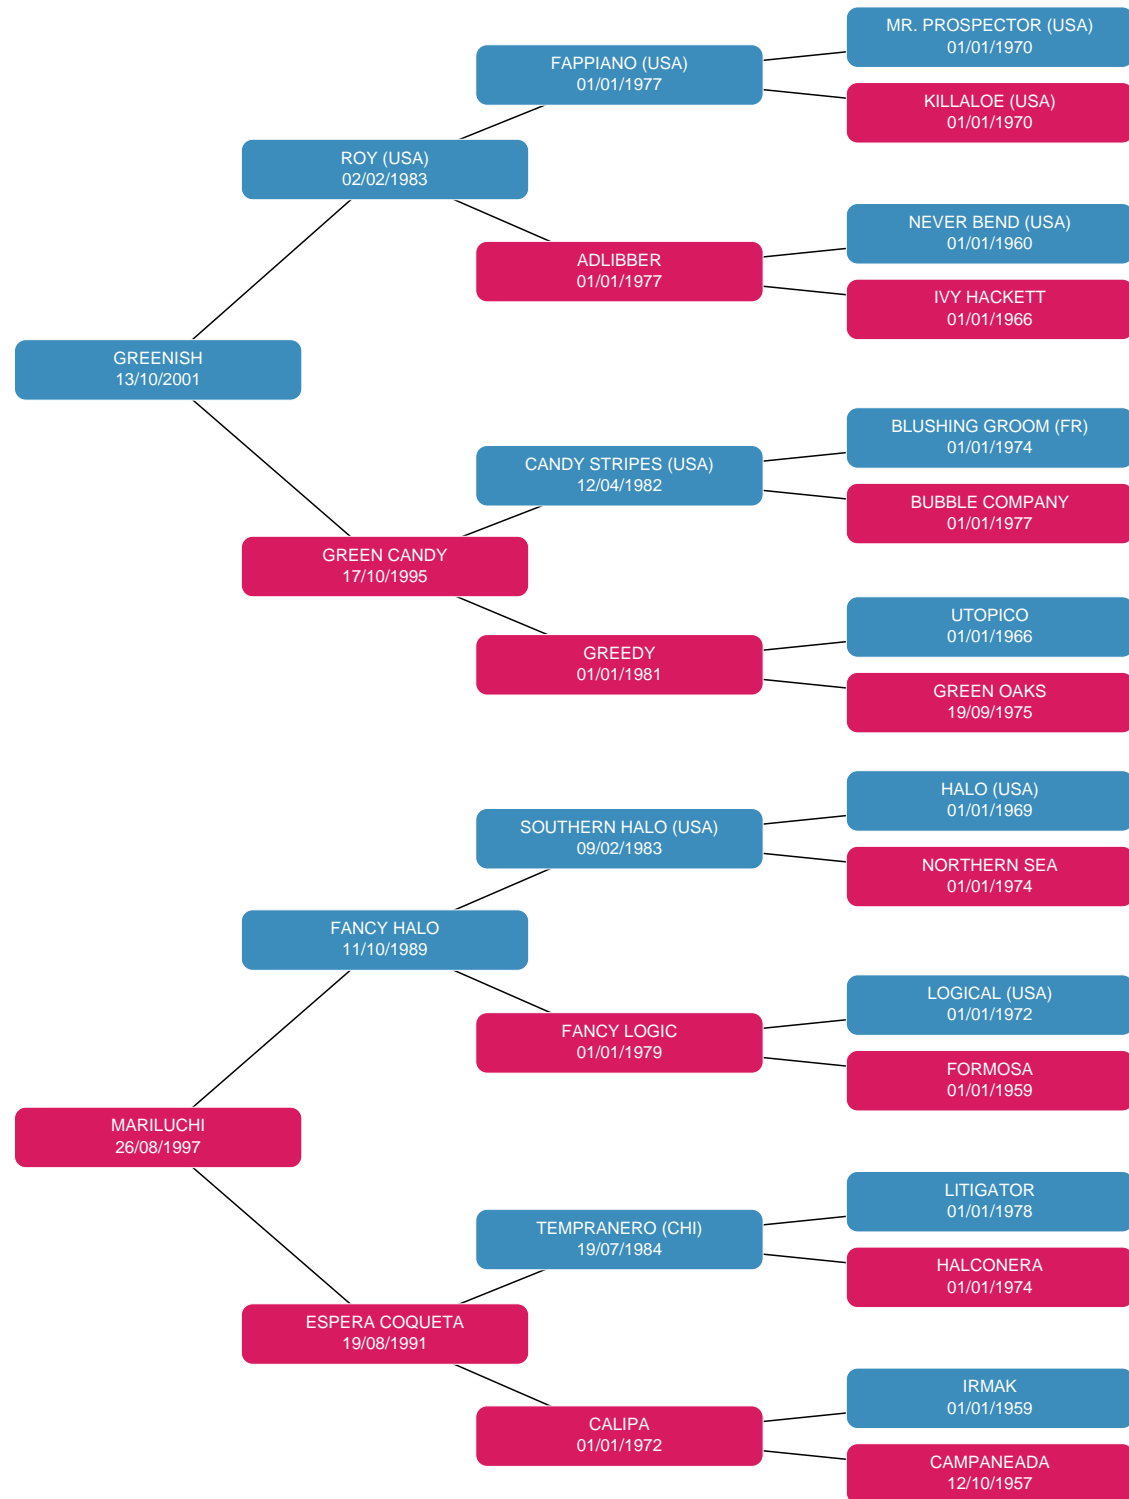 MR. PROSPECTOR (USA)
01/01/1970
FAPPIANO (USA)
01/01/1977
KILLALOE (USA)
01/01/1970
ROY (USA)
02/02/1983
NEVER BEND (USA)
01/01/1960
ADLIBBER
01/01/1977
IVY HACKETT
01/01/1966
GREENISH
13/10/2001
BLUSHING GROOM (FR)
01/01/1974
CANDY STRIPES (USA)
12/04/1982
BUBBLE COMPANY
01/01/1977
GREEN CANDY
17/10/1995
UTOPICO
01/01/1966
GREEDY
01/01/1981
GREEN OAKS
19/09/1975
HALO (USA)
01/01/1969
SOUTHERN HALO (USA)
09/02/1983
NORTHERN SEA
01/01/1974
FANCY HALO
11/10/1989
LOGICAL (USA)
01/01/1972
FANCY LOGIC
01/01/1979
FORMOSA
01/01/1959
MARILUCHI
26/08/1997
LITIGATOR
01/01/1978
TEMPRANERO (CHI)
19/07/1984
HALCONERA
01/01/1974
ESPERA COQUETA
19/08/1991
IRMAK
01/01/1959
CALIPA
01/01/1972
CAMPANEADA
12/10/1957